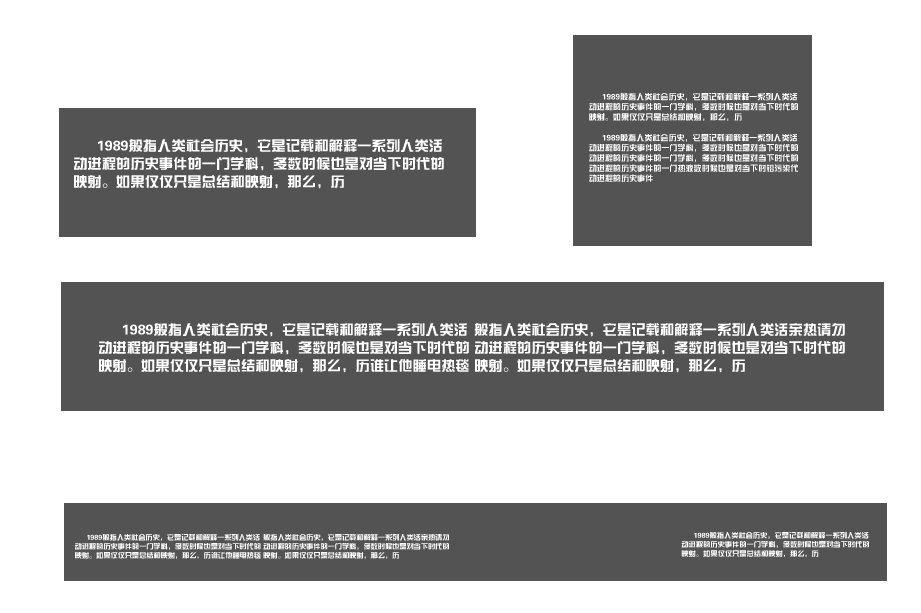 1989般指人类社会历史，它是记载和解释一系列人类活
动进程的历史事件的一门学科，多数时候也是对当下时代的
映射。如果仅仅只是总结和映射，那么，历
1989般指人类社会历史，它是记载和解释一系列人类活
动进程的历史事件的一门学科，多数时候也是对当下时代的
映射。如果仅仅只是总结和映射，那么，历
1989般指人类社会历史，它是记载和解释一系列人类活
动进程的历史事件的一门学科，多数时候也是对当下时代的
动进程的历史事件的一门学科，多数时候也是对当下时代的
动进程的历史事件的一门热液数时候也是对当下时铅污染代
动进程的历史事件
1989般指人类社会历史，它是记载和解释一系列人类活
动进程的历史事件的一门学科，多数时候也是对当下时代的
映射。如果仅仅只是总结和映射，那么，历谁让他睡电热毯
般指人类社会历史，它是记载和解释一系列人类活亲热请勿
动进程的历史事件的一门学科，多数时候也是对当下时代的
映射。如果仅仅只是总结和映射，那么，历
1989般指人类社会历史，它是记载和解释一系列人类活
动进程的历史事件的一门学科，多数时候也是对当下时代的
映射。如果仅仅只是总结和映射，那么，历谁让他睡电热毯
般指人类社会历史，它是记载和解释一系列人类活亲热请勿
动进程的历史事件的一门学科，多数时候也是对当下时代的
映射。如果仅仅只是总结和映射，那么，历
1989般指人类社会历史，它是记载和解释一系列人类活
动进程的历史事件的一门学科，多数时候也是对当下时代的
映射。如果仅仅只是总结和映射，那么，历